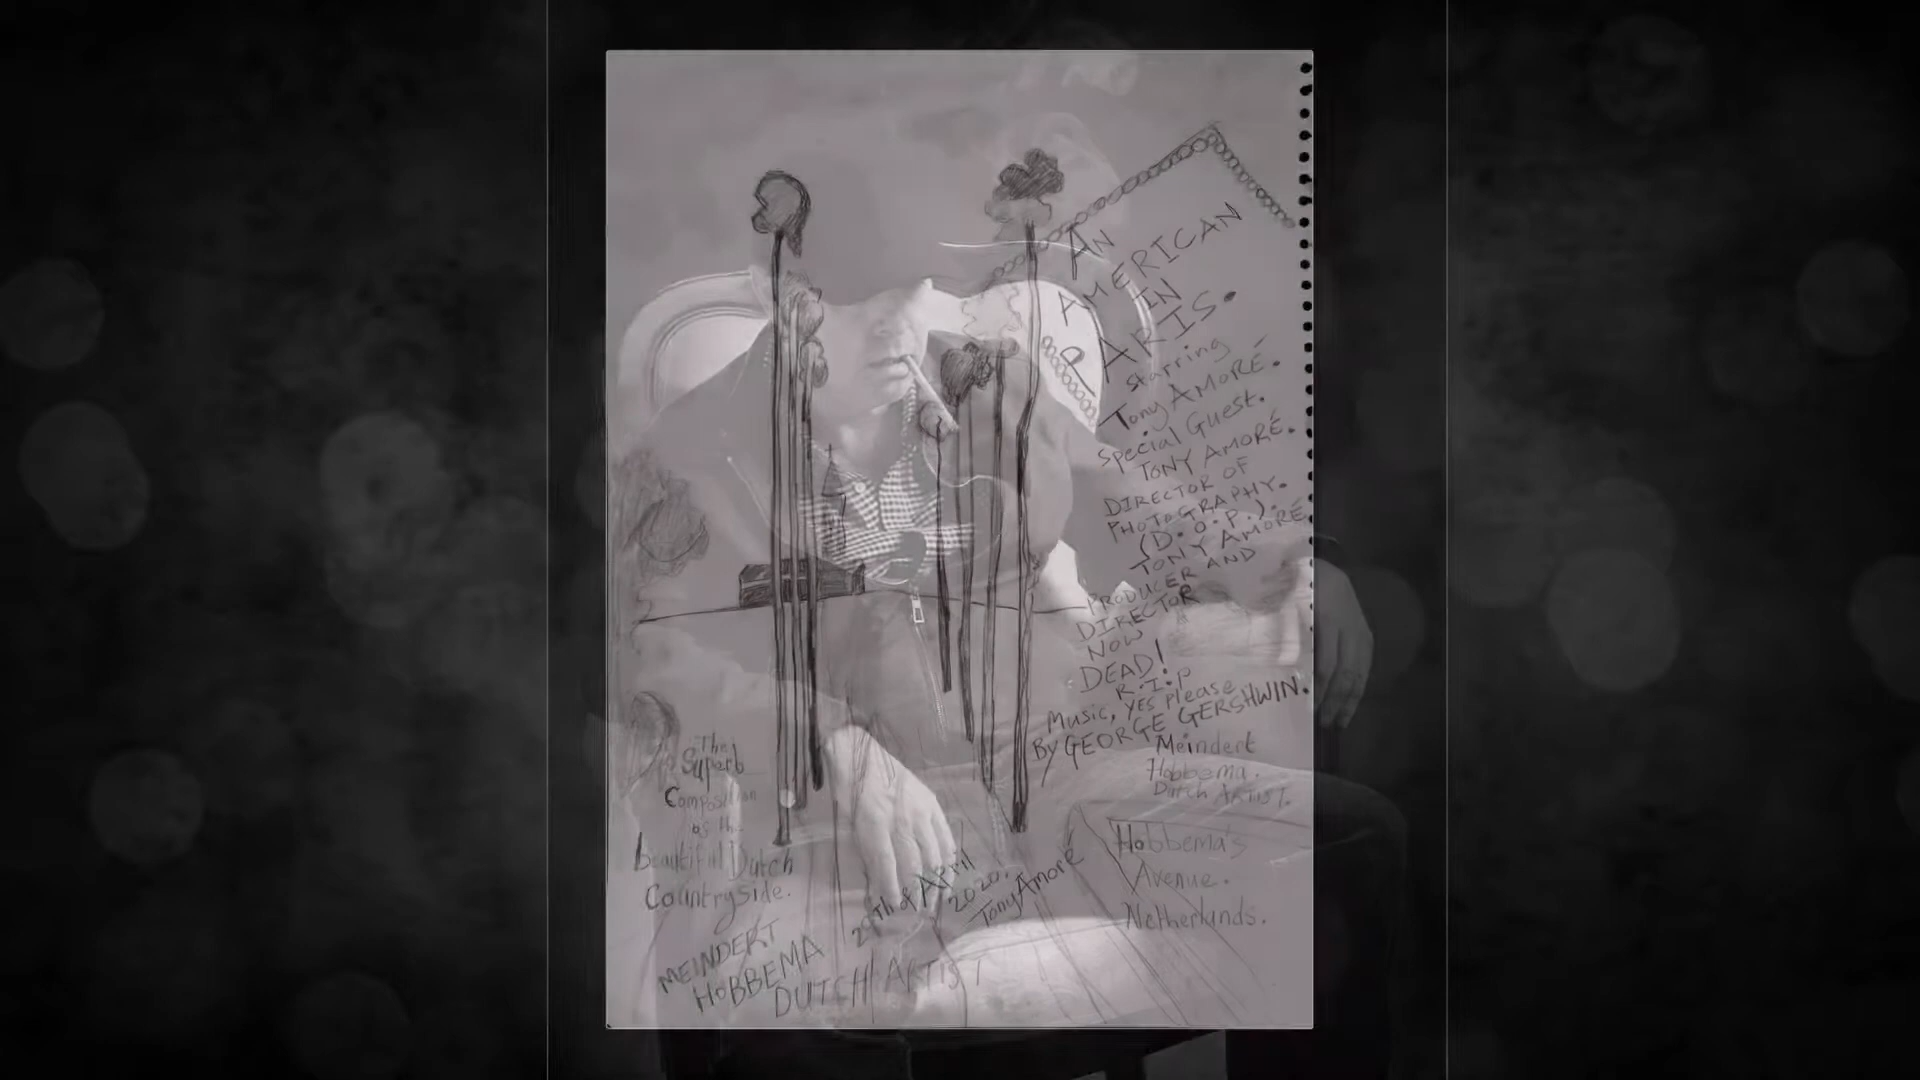 AN
AMERICAN
IN
PARIS.
starring
Tony AMORÉ.
Special Guest.
TONY AMORÉ.
DIRECTOR OF
PHOTOGRAPHY.
(D.O.P.).
TONY AMORÉ
PRODUCER AND
DIRECTOR
NOW
DEAD!
R.I.P
Music, YES Please
By GEORGE GERSHWIN.
Meindert
Hobbema.
Dutch ARTIST.
Hobbema's
Avenue.
Netherlands.
The
Superb
Composition
of the
beautiful Dutch
Countryside.
29Th of April
2020.
Tony Amoré
MEINDERT
HOBBEMA
DUTCH ARTIST